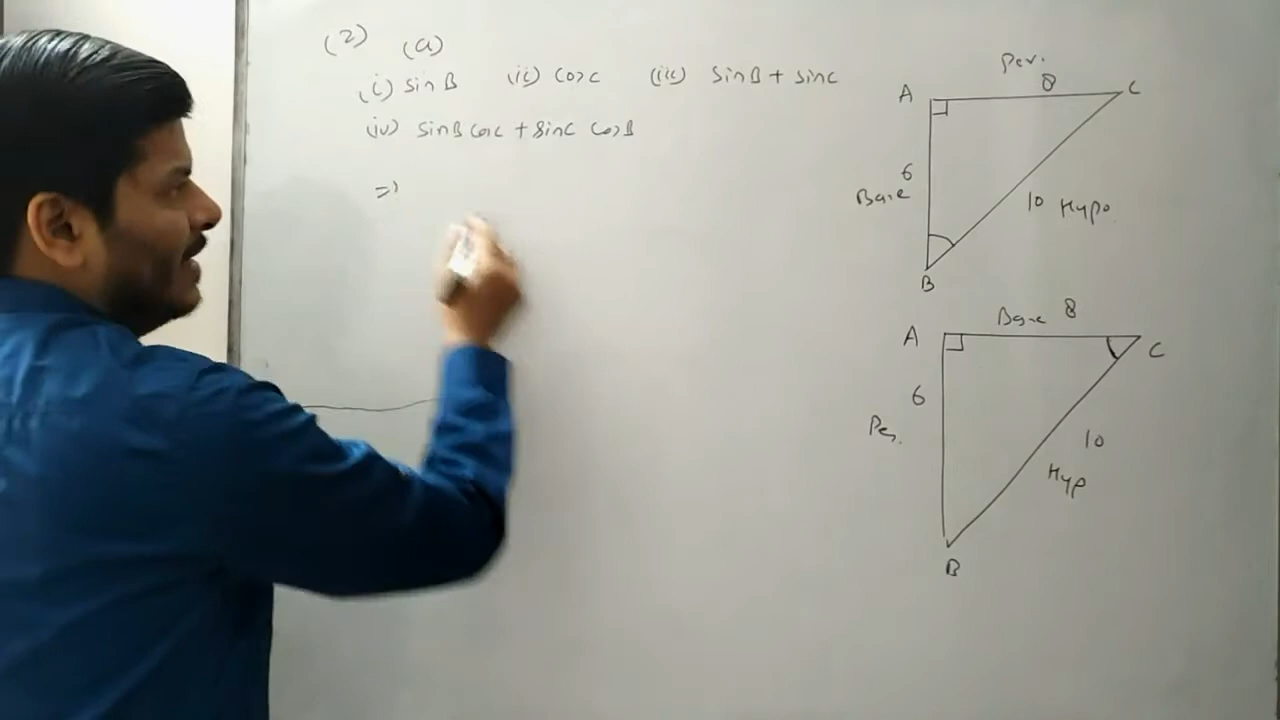 (2) (a)
(i) sin B (ii) cos C (iii) sin B + sin C
(iv) sin B cos C + sin C cos B
⇒
Per.
A 8 C
6
Base
10 Hypo.
B
Base 8
A C
6
Per.
10
Hyp
B